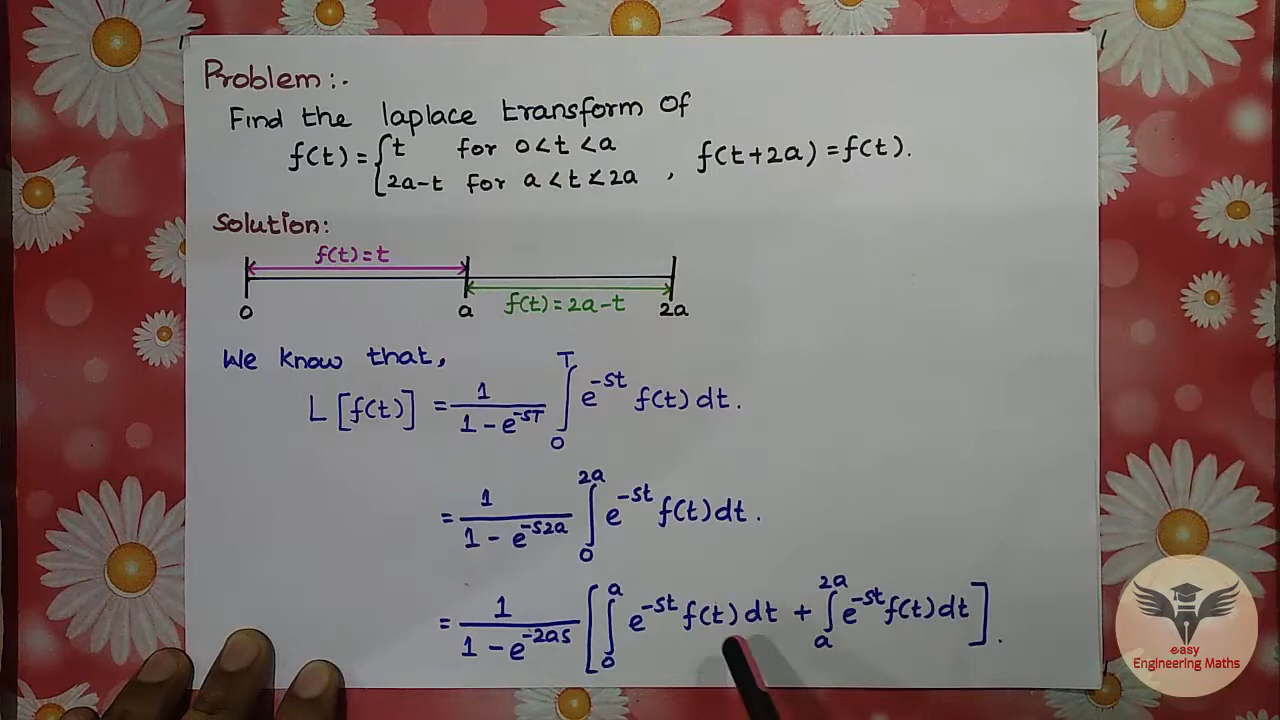 Problem:-
Find the laplace transform of
f(t) = { t for 0<t<a
2a-t for a<t<2a , f(t+2a) = f(t).
Solution:
f(t)=t
0 a 2a
f(t)=2a-t
We know that,
L[f(t)] = 1/(1-e^{-ST}) ∫_0^T e^{-st} f(t) dt.
= 1/(1-e^{-S2a}) ∫_0^{2a} e^{-st} f(t) dt.
= 1/(1-e^{-2as}) [ ∫_0^a e^{-st} f(t) dt + ∫_a^{2a} e^{-st} f(t) dt ].
easy
Engineering Maths